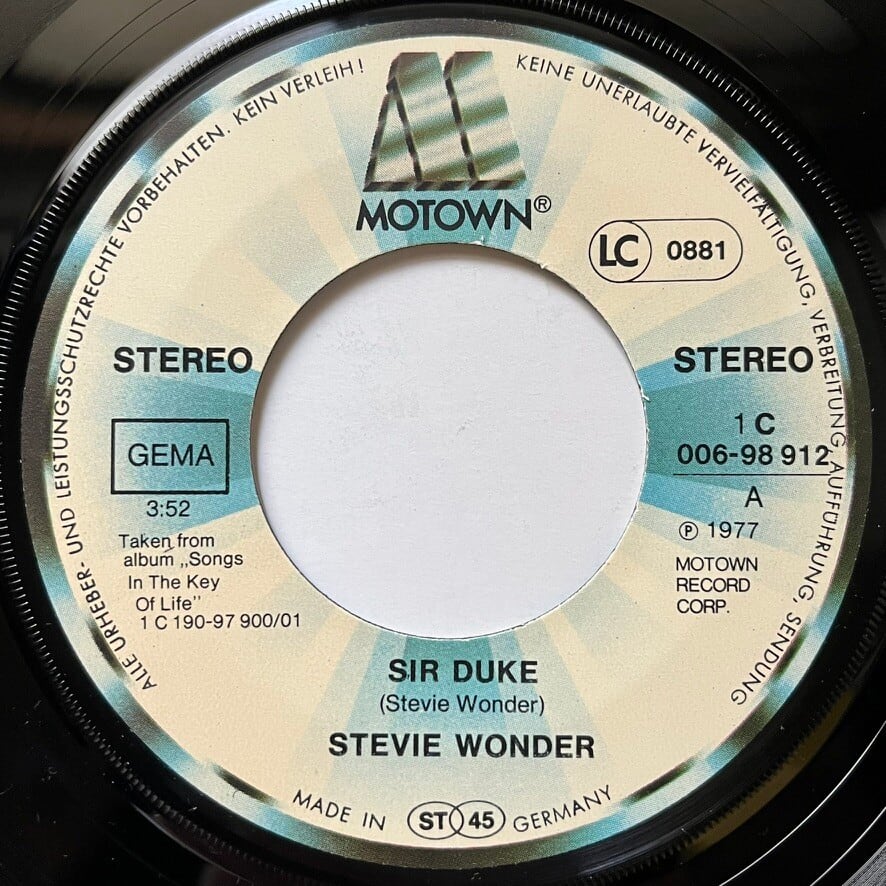 ALLE URHEBER- UND LEISTUNGSSCHUTZRECHTE VORBEHALTEN. KEIN VERLEIH! KEINE UNERLAUBTE VERVIELFÄLTIGUNG, VERBREITUNG, AUFFÜHRUNG, SENDUNG
MOTOWN®
LC 0881
STEREO
STEREO
GEMA
3:52
Taken from
album „Songs
In The Key
Of Life"
1 C 190-97 900/01
1 C
006-98 912
A
Ⓟ 1977
MOTOWN
RECORD
CORP.
SIR DUKE
(Stevie Wonder)
STEVIE WONDER
MADE IN ST 45 GERMANY